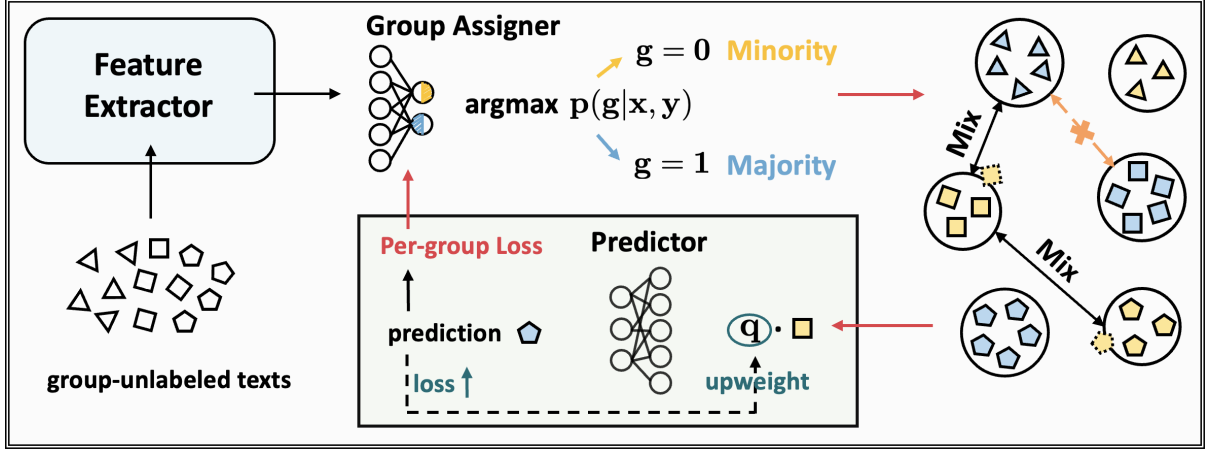 Feature
Extractor
group-unlabeled texts
Group Assigner
argmax p(g|x, y)
g = 0 Minority
g = 1 Majority
Per-group Loss
Predictor
prediction
loss
q ·
upweight
Mix
Mix